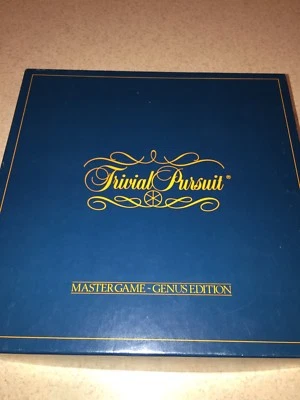 Trivial Pursuit®
MASTER GAME - GENUS EDITION